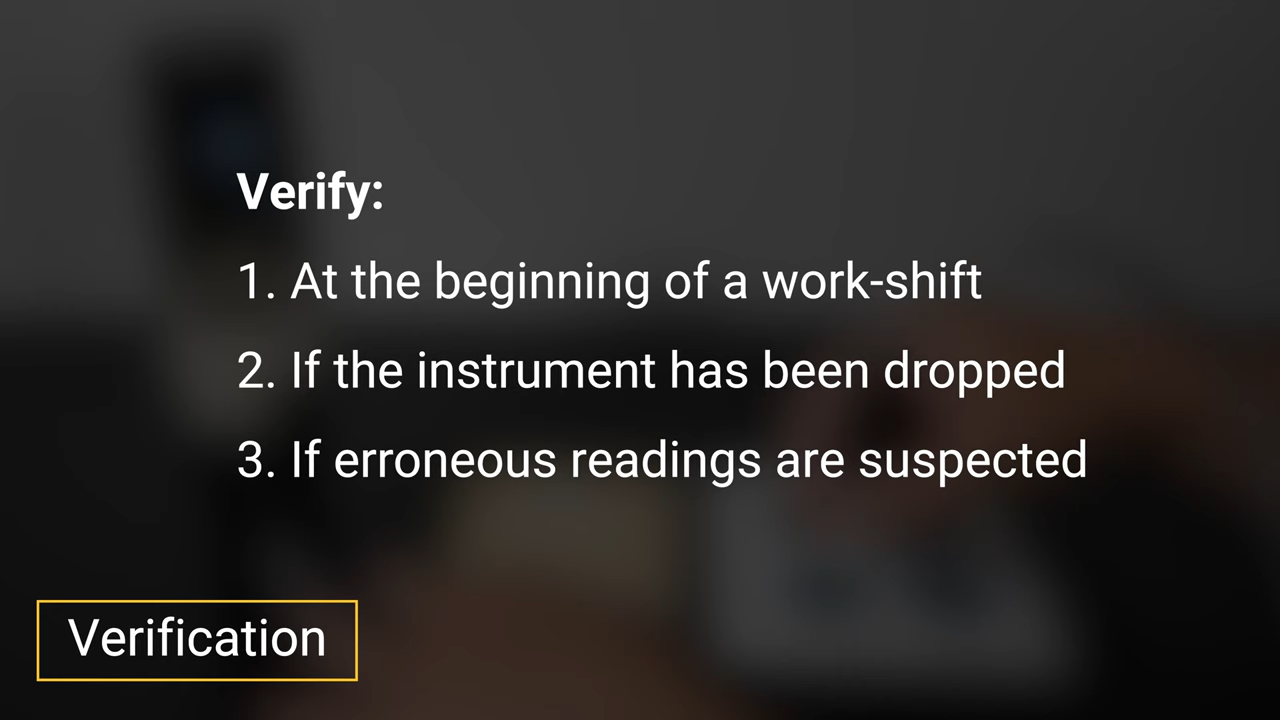 Verify:
1. At the beginning of a work-shift
2. If the instrument has been dropped
3. If erroneous readings are suspected
Verification